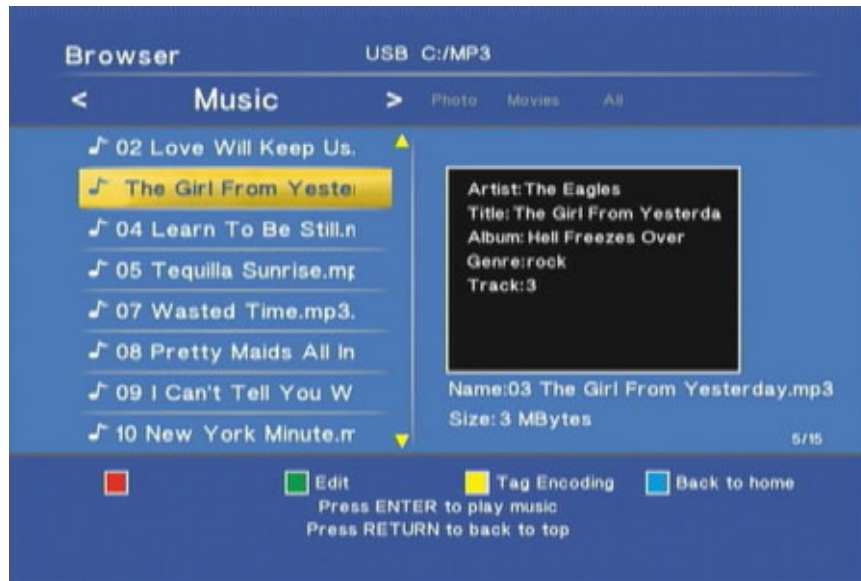 Browser USB C:/MP3
< Music > Photo Movies All
02 Love Will Keep Us.
The Girl From Yester
04 Learn To Be Still.m
05 Tequilla Sunrise.mp
07 Wasted Time.mp3.
08 Pretty Maids All In
09 I Can't Tell You W
10 New York Minute.m
Artist:The Eagles
Title:The Girl From Yesterda
Album:Hell Freezes Over
Genre:rock
Track:3
Name:03 The Girl From Yesterday.mp3
Size:3 MBytes
5/15
Edit Tag Encoding Back to home
Press ENTER to play music
Press RETURN to back to top